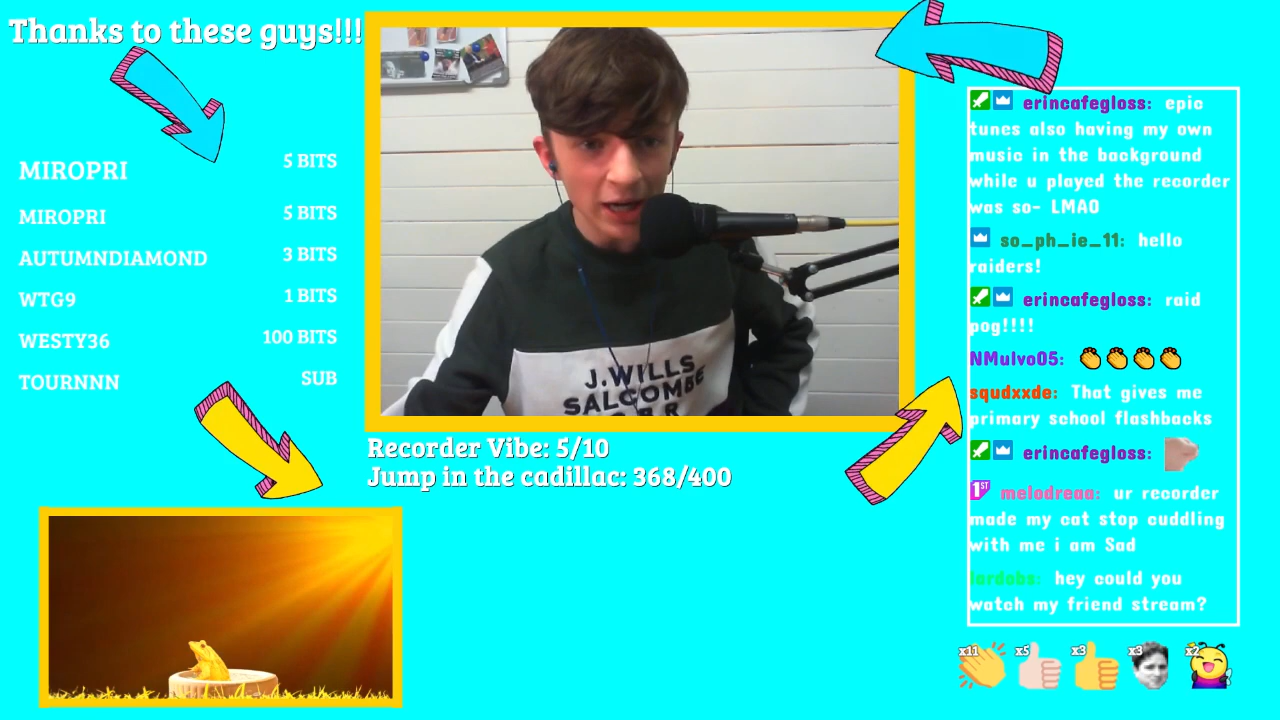 Thanks to these guys!!!
MIROPRI 5 BITS
MIROPRI 5 BITS
AUTUMNDIAMOND 3 BITS
WTG9 1 BITS
WESTY36 100 BITS
TOURNNN SUB
J.WILLS
SALCOMBE
Recorder Vibe: 5/10
Jump in the cadillac: 368/400
erincafegloss: epic
tunes also having my own
music in the background
while u played the recorder
was so- LMAO
so_ph_ie_11: hello
raiders!
erincafegloss: raid
pog!!!!
NMulvo05:
squdxxde: That gives me
primary school flashbacks
erincafegloss:
1ST melodreaa: ur recorder
made my cat stop cuddling
with me i am Sad
lordobs: hey could you
watch my friend stream?
x11 x5 x3 x3 x2